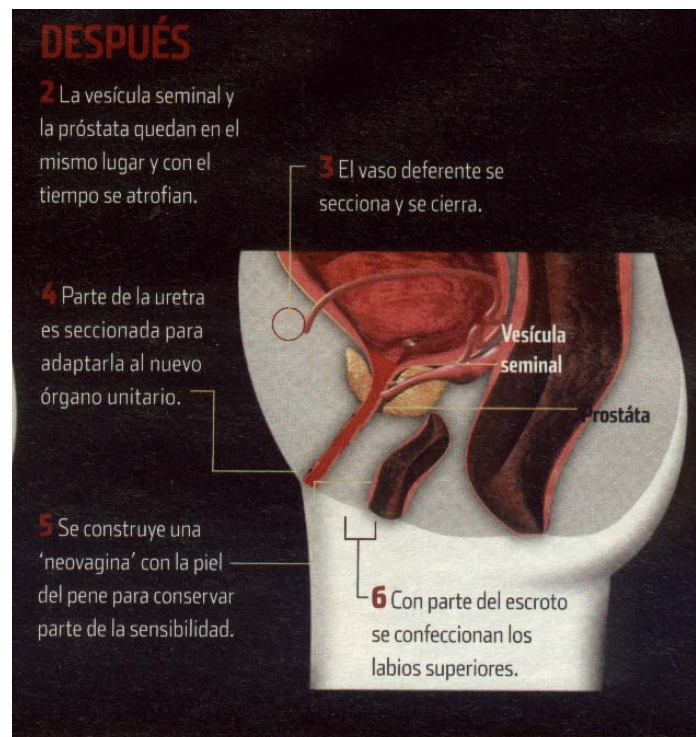 DESPUÉS
2 La vesícula seminal y
la próstata quedan en el
mismo lugar y con el
tiempo se atrofian.
3 El vaso deferente se
secciona y se cierra.
4 Parte de la uretra
es seccionada para
adaptarla al nuevo
órgano unitario.
Vesícula
seminal
Prostáta
5 Se construye una
‘neovagina’ con la piel
del pene para conservar
parte de la sensibilidad.
6 Con parte del escroto
se confeccionan los
labios superiores.